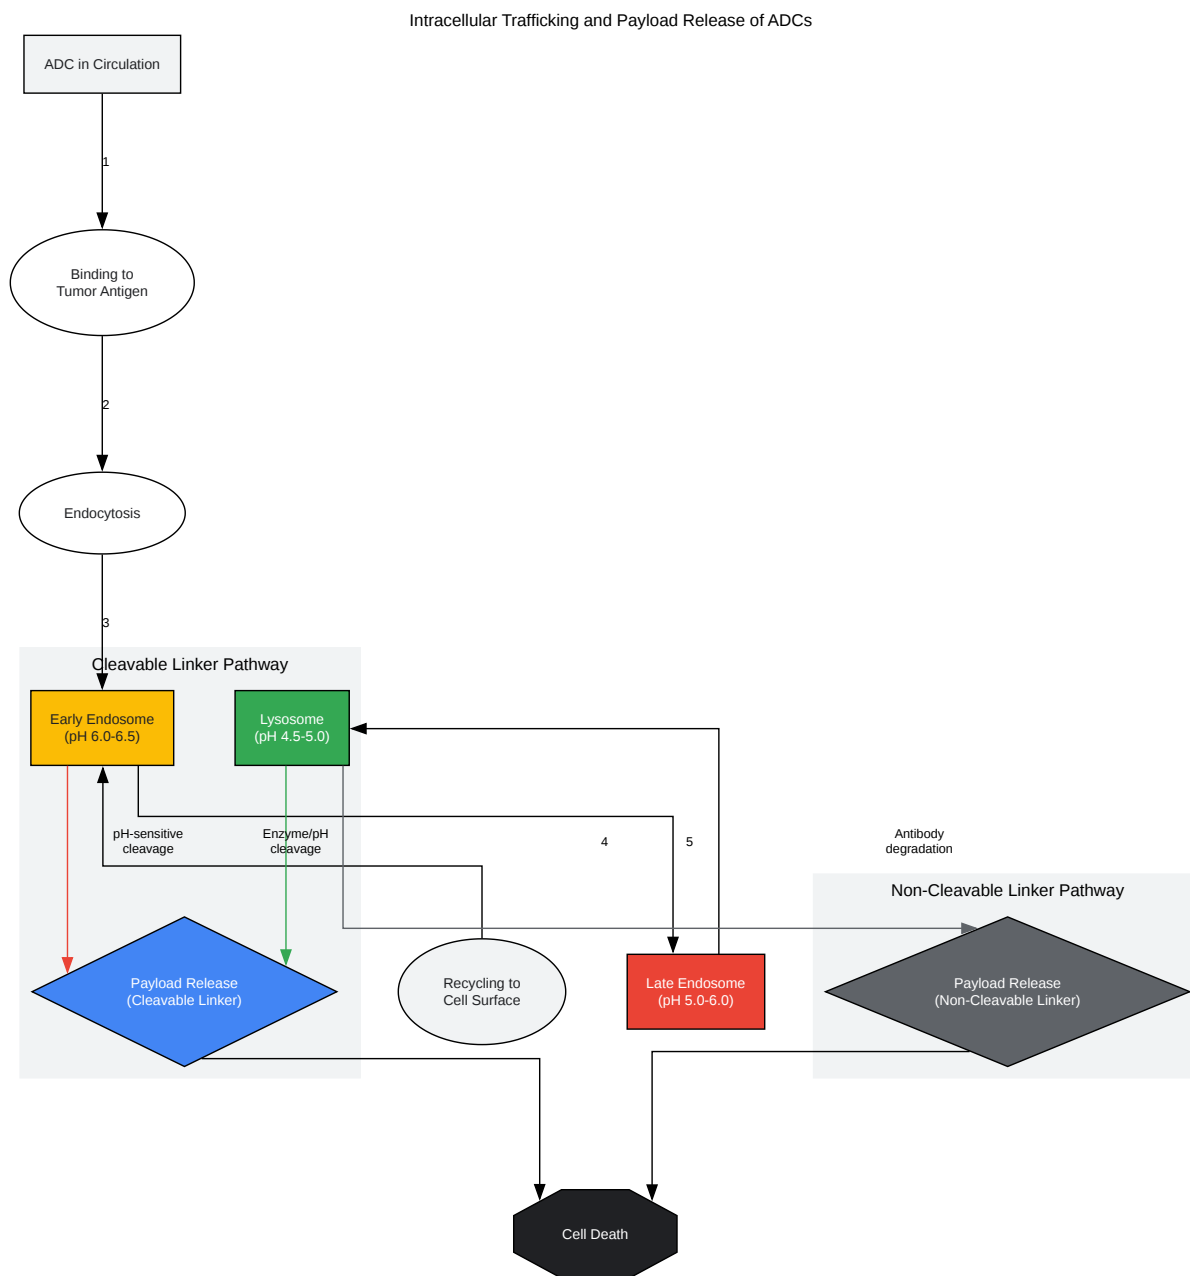 Intracellular Trafficking and Payload Release of ADCs
ADC in Circulation
1
Binding to
Tumor Antigen
2
Endocytosis
3
Cleavable Linker Pathway
Early Endosome
(pH 6.0-6.5)
Lysosome
(pH 4.5-5.0)
pH-sensitive
cleavage
Enzyme/pH
cleavage
4
5
Antibody
degradation
Non-Cleavable Linker Pathway
Payload Release
(Cleavable Linker)
Recycling to
Cell Surface
Late Endosome
(pH 5.0-6.0)
Payload Release
(Non-Cleavable Linker)
Cell Death